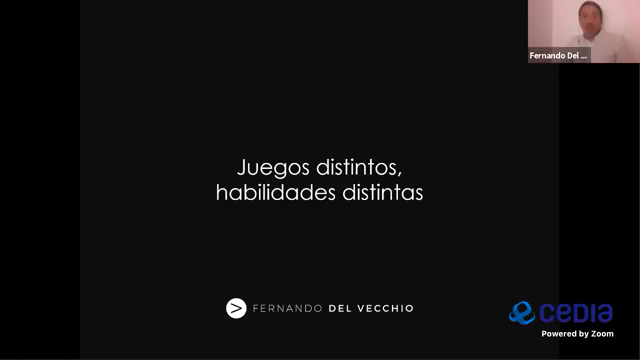 Fernando Del ...
Juegos distintos,
habilidades distintas
FERNANDO DEL VECCHIO
cedia
Powered by Zoom